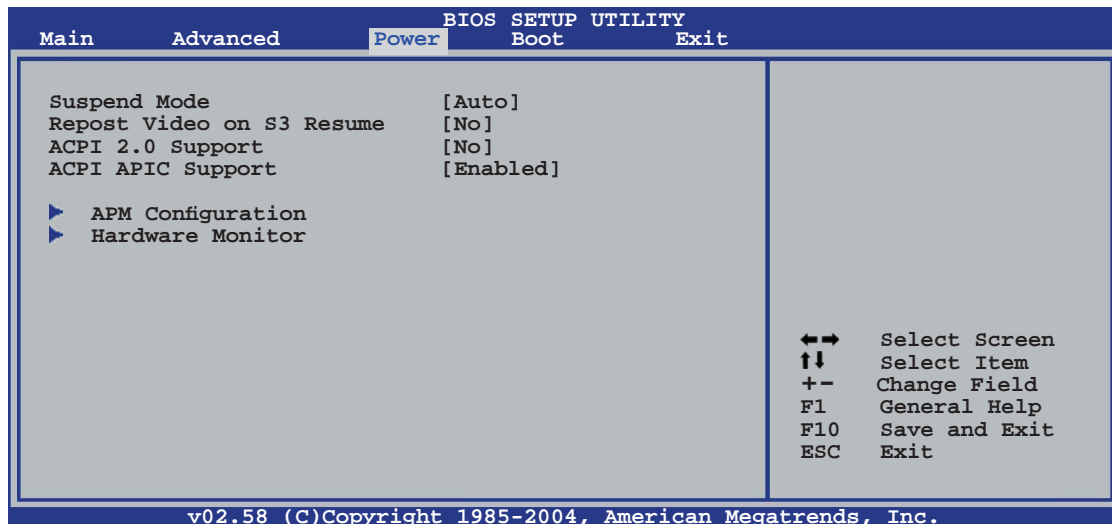 BIOS SETUP UTILITY
Main Advanced Power Boot Exit
Suspend Mode [Auto]
Repost Video on S3 Resume [No]
ACPI 2.0 Support [No]
ACPI APIC Support [Enabled]
APM Configuration
Hardware Monitor
←→ Select Screen
↑↓ Select Item
+- Change Field
F1 General Help
F10 Save and Exit
ESC Exit
v02.58 (C)Copyright 1985-2004, American Megatrends, Inc.